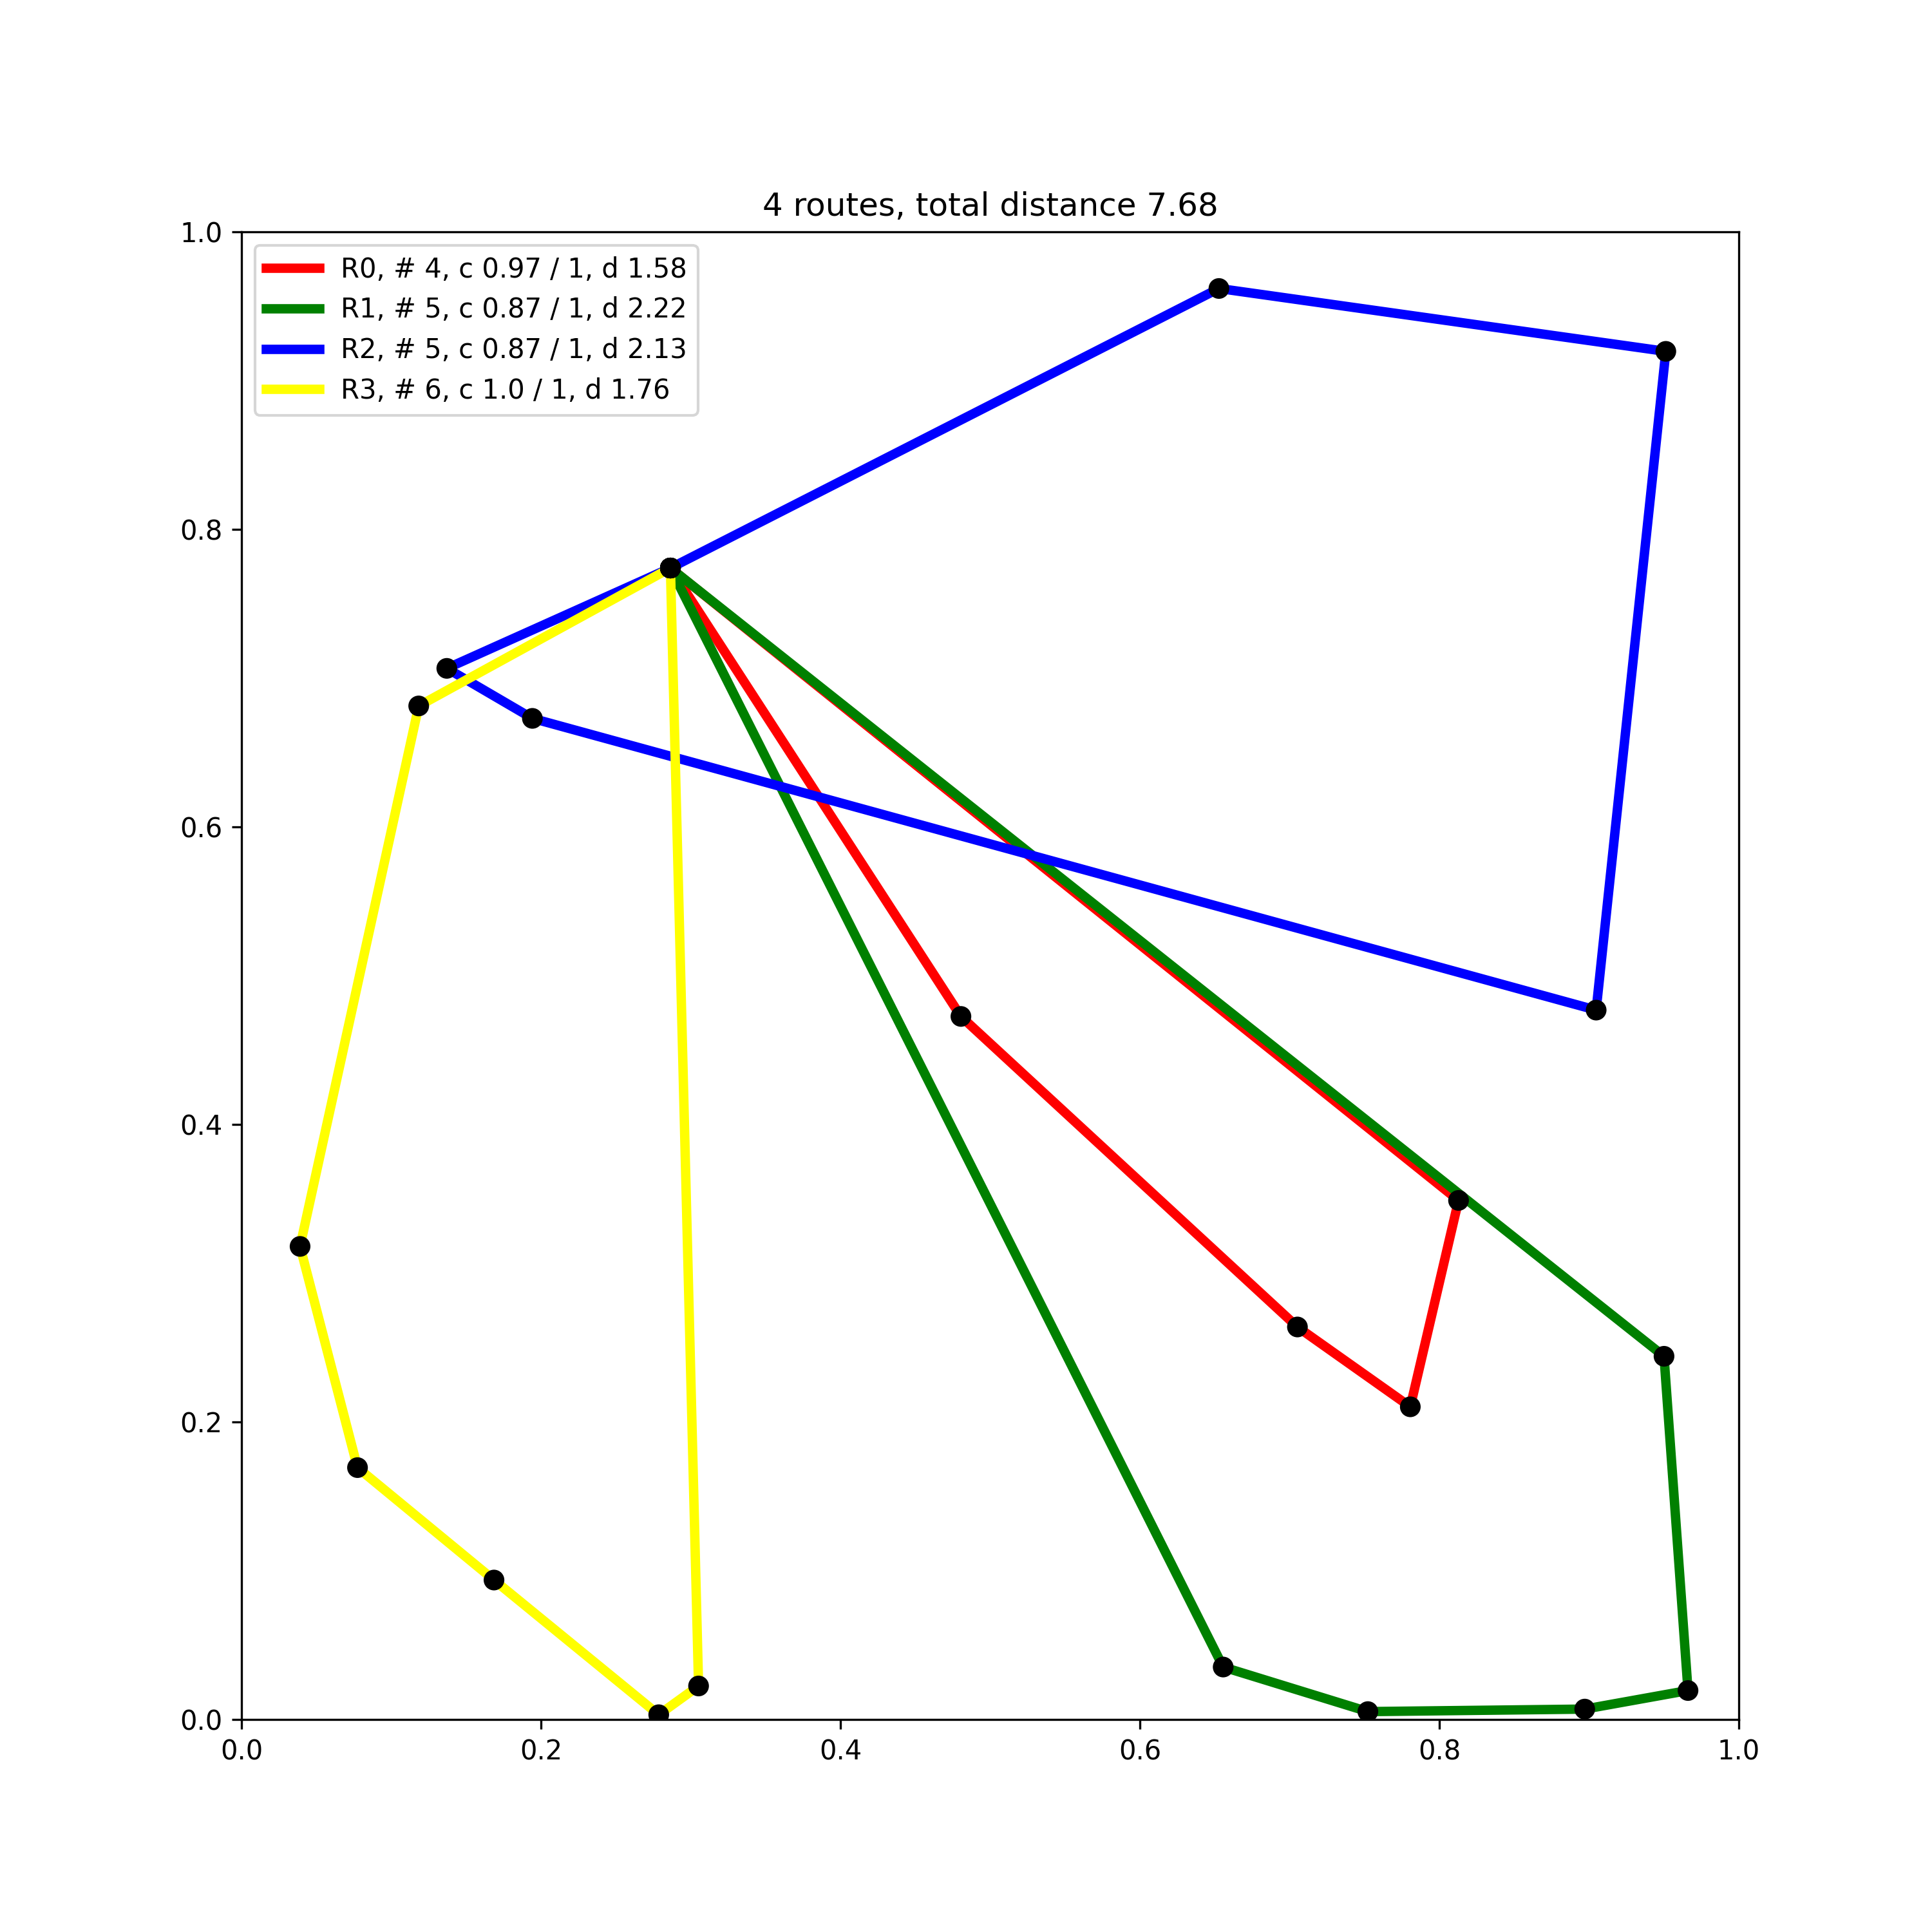 4 routes, total distance 7.68
1.0
R0, # 4, c 0.97 / 1, d 1.58
R1, # 5, c 0.87 / 1, d 2.22
R2, # 5, c 0.87 / 1, d 2.13
R3, # 6, c 1.0 / 1, d 1.76
0.8
0.6
0.4
0.2
0.0
0.0 0.2 0.4 0.6 0.8 1.0